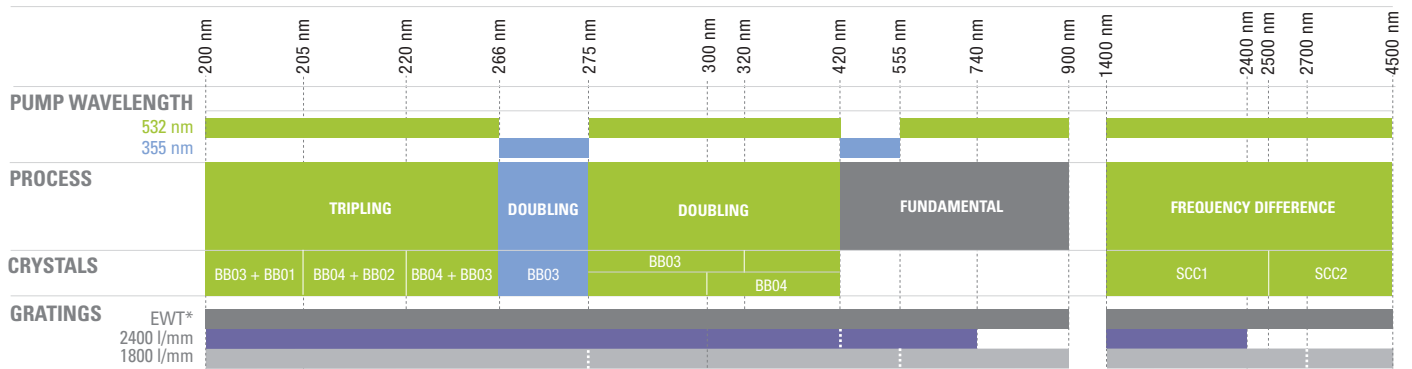 200 nm 205 nm 220 nm 266 nm 275 nm 300 nm 320 nm 420 nm 555 nm 740 nm 900 nm 1400 nm 2400 nm 2500 nm 2700 nm 4500 nm
PUMP WAVELENGTH
532 nm
355 nm
PROCESS
TRIPLING DOUBLING DOUBLING FUNDAMENTAL FREQUENCY DIFFERENCE
CRYSTALS
BB03 + BB01 BB04 + BB02 BB04 + BB03 BB03 BB03 BB04 SCC1 SCC2
GRATINGS
EWT*
2400 l/mm
1800 l/mm